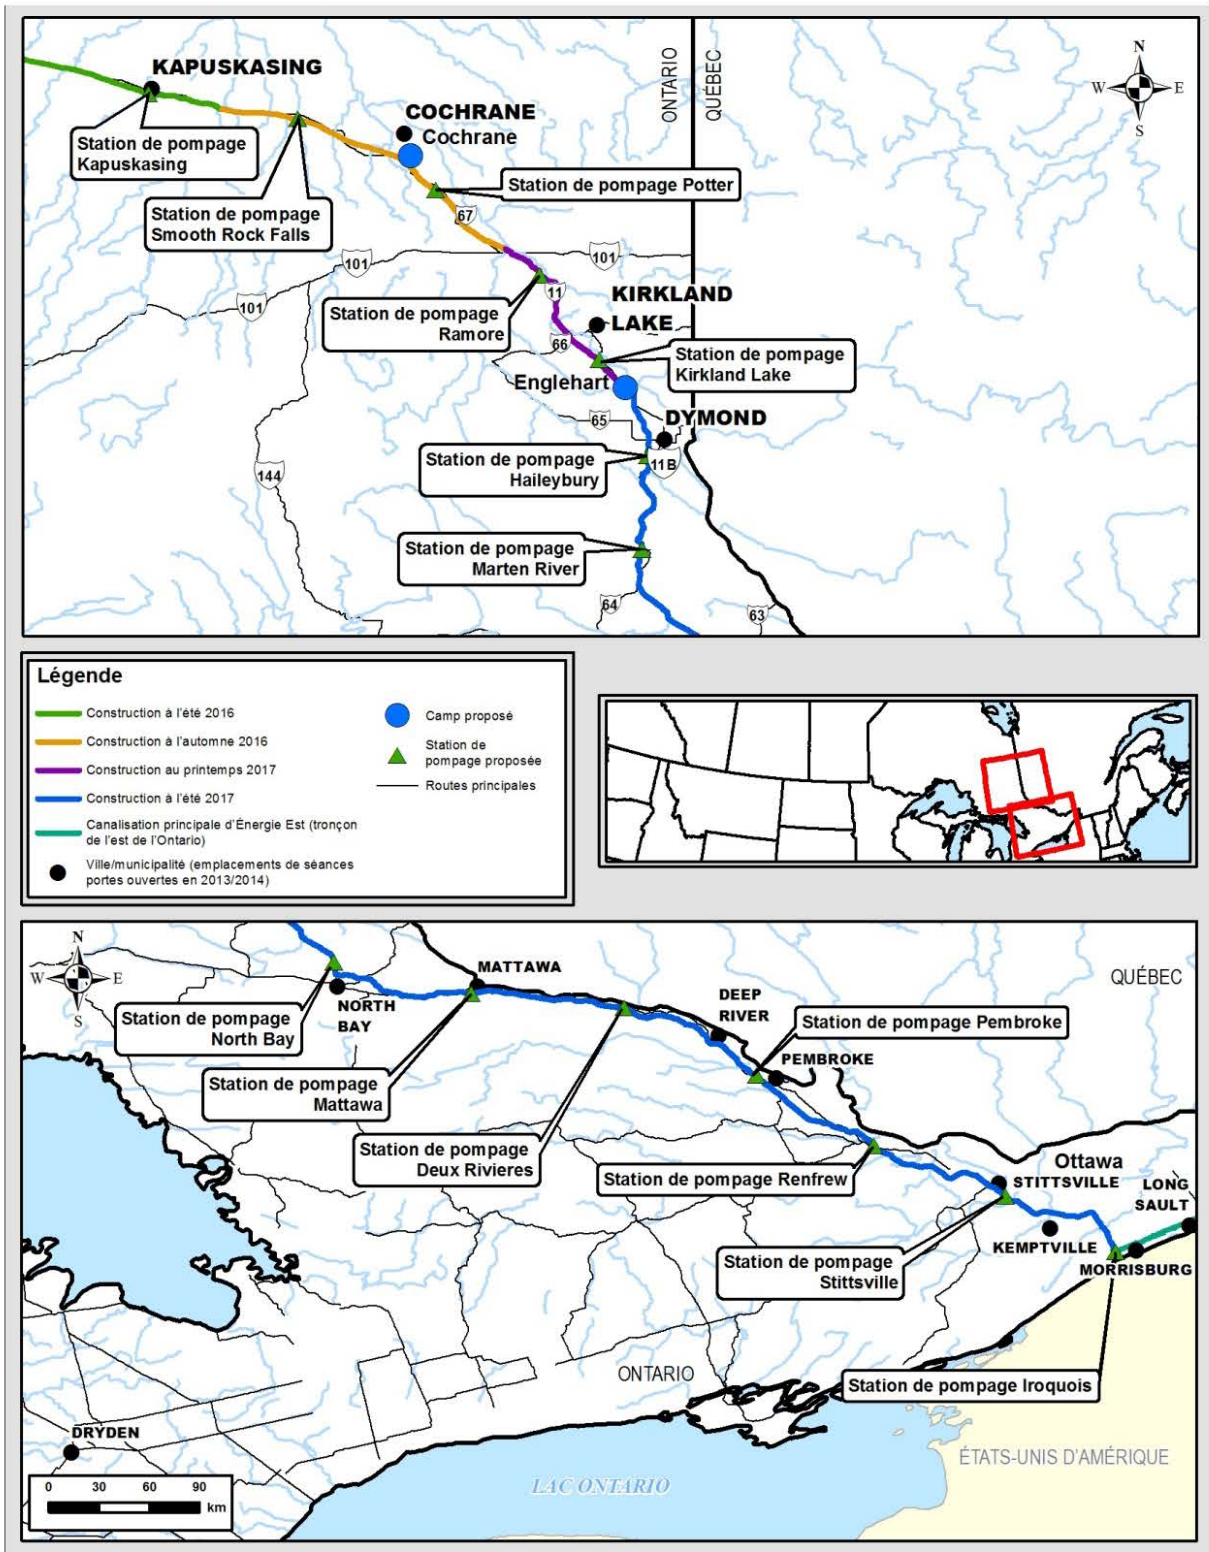 KAPUSKASING
COCHRANE
Cochrane
ONTARIO
QUÉBEC
N
W
E
S
Station de pompage
Kapuskasing
Station de pompage
Smooth Rock Falls
Station de pompage Potter
67
101
101
101
11
Station de pompage
Ramore
KIRKLAND
LAKE
66
Station de pompage
Kirkland Lake
Englehart
65
DYMOND
Station de pompage
Haileybury
11B
144
Station de pompage
Marten River
64
63
Légende
Construction à l'été 2016
Construction à l'automne 2016
Construction au printemps 2017
Construction à l'été 2017
Canalisation principale d'Énergie Est (tronçon
de l'est de l'Ontario)
Ville/municipalité (emplacements de séances
portes ouvertes en 2013/2014)
Camp proposé
Station de
pompage proposée
Routes principales
N
W
E
S
MATTAWA
QUÉBEC
NORTH
BAY
DEEP
RIVER
Station de pompage
North Bay
Station de pompage Pembroke
PEMBROKE
Station de pompage
Mattawa
Station de pompage
Deux Rivieres
Station de pompage Renfrew
Ottawa
STITTSVILLE
LONG
SAULT
KEMPTVILLE
MORRISBURG
Station de pompage
Stittsville
ONTARIO
Station de pompage Iroquois
DRYDEN
ÉTATS-UNIS D'AMÉRIQUE
LAC ONTARIO
0 30 60 90
km